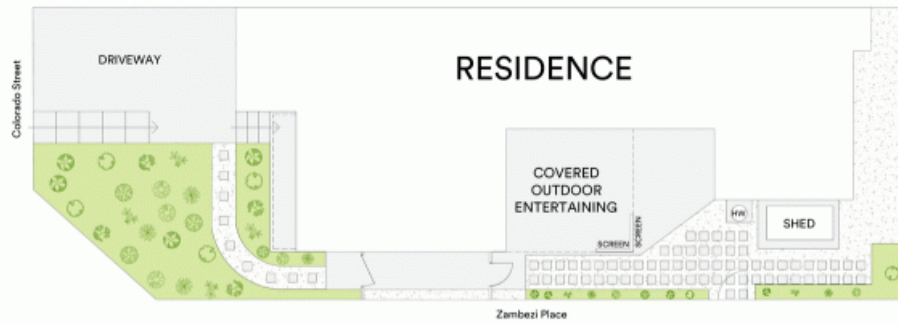 DRIVEWAY
RESIDENCE
Colorado Street
COVERED
OUTDOOR
ENTERTAINING
SCREEN
SCREEN
HW
SHED
Zambezi Place